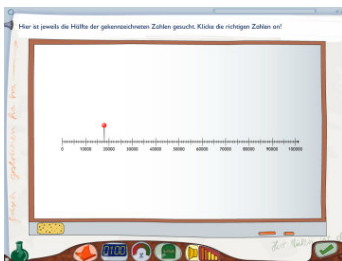 Hier ist jeweils die Hälfte der gekennzeichneten Zahlen gesucht. Klicke die richtigen Zahlen an!
0 10000 20000 30000 40000 50000 60000 70000 80000 90000 100000